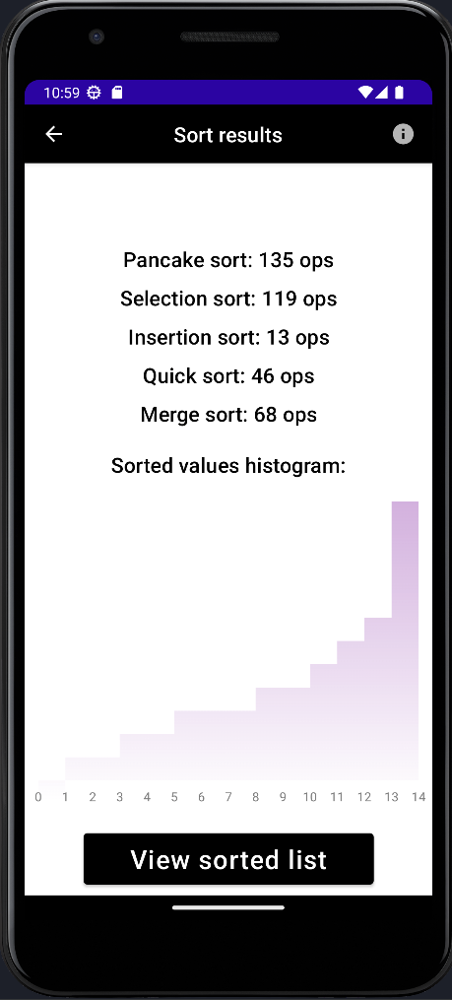 10:59
Sort results
Pancake sort: 135 ops
Selection sort: 119 ops
Insertion sort: 13 ops
Quick sort: 46 ops
Merge sort: 68 ops
Sorted values histogram:
0 1 2 3 4 5 6 7 8 9 10 11 12 13 14
View sorted list